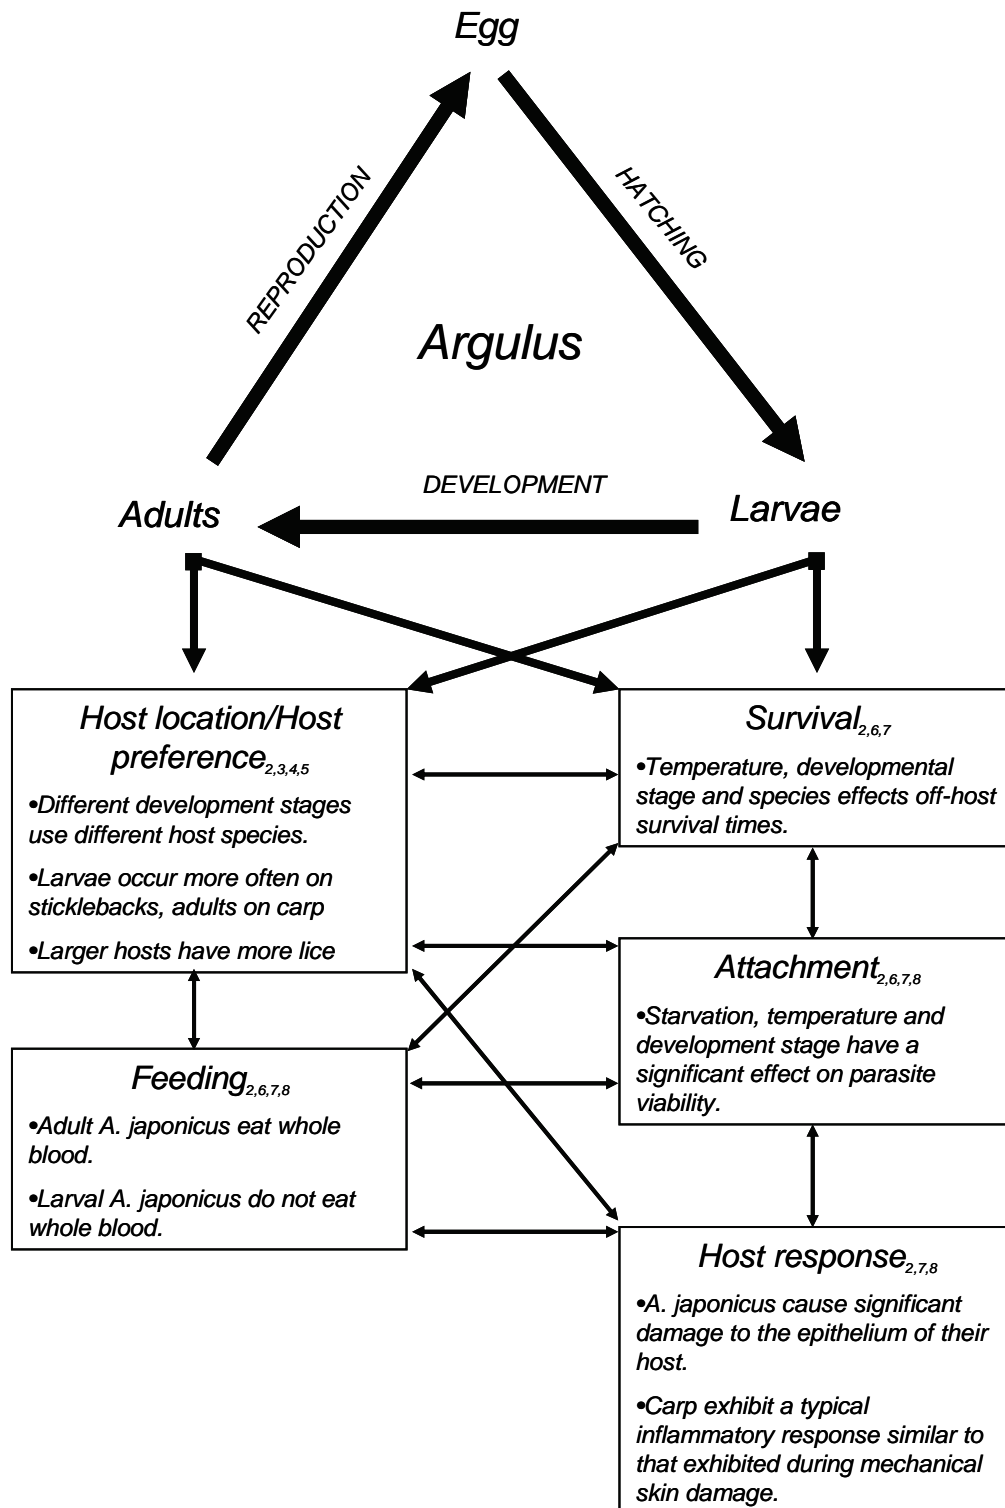 Egg
REPRODUCTION
HATCHING
Argulus
DEVELOPMENT
Adults
Larvae
Host location/Host
preference2,3,4,5
•Different development stages
use different host species.
•Larvae occur more often on
sticklebacks, adults on carp
•Larger hosts have more lice
Survival2,6,7
•Temperature, developmental
stage and species effects off-host
survival times.
Attachment2,6,7,8
•Starvation, temperature and
development stage have a
significant effect on parasite
viability.
Feeding2,6,7,8
•Adult A. japonicus eat whole
blood.
•Larval A. japonicus do not eat
whole blood.
Host response2,7,8
•A. japonicus cause significant
damage to the epithelium of their
host.
•Carp exhibit a typical
inflammatory response similar to
that exhibited during mechanical
skin damage.